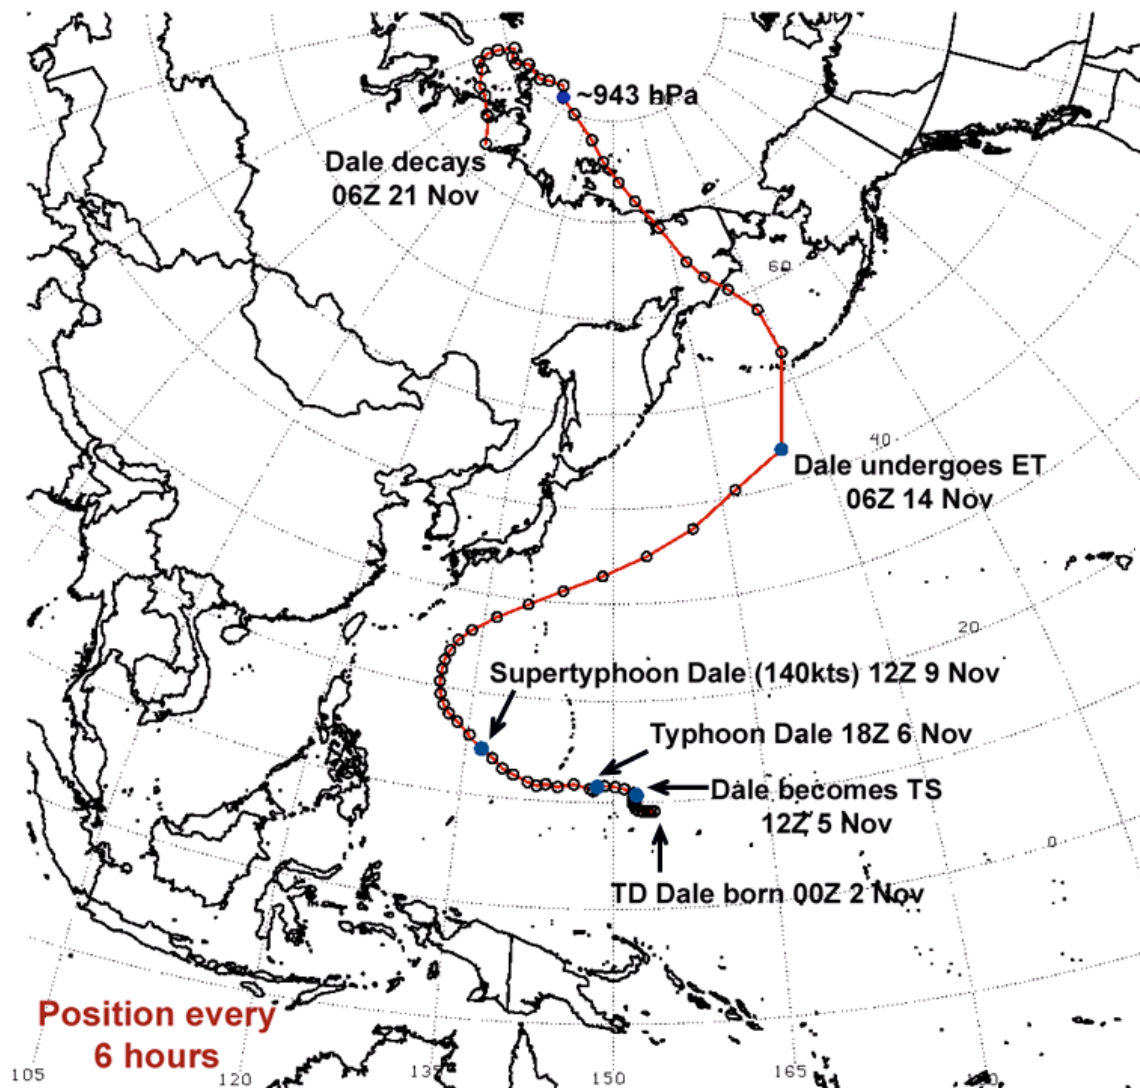 ~943 hPa
Dale decays
06Z 21 Nov
60
40
Dale undergoes ET
06Z 14 Nov
20
Supertyphoon Dale (140kts) 12Z 9 Nov
Typhoon Dale 18Z 6 Nov
Dale becomes TS
12Z 5 Nov
0
TD Dale born 00Z 2 Nov
Position every
6 hours
105
120
135
150
165
180